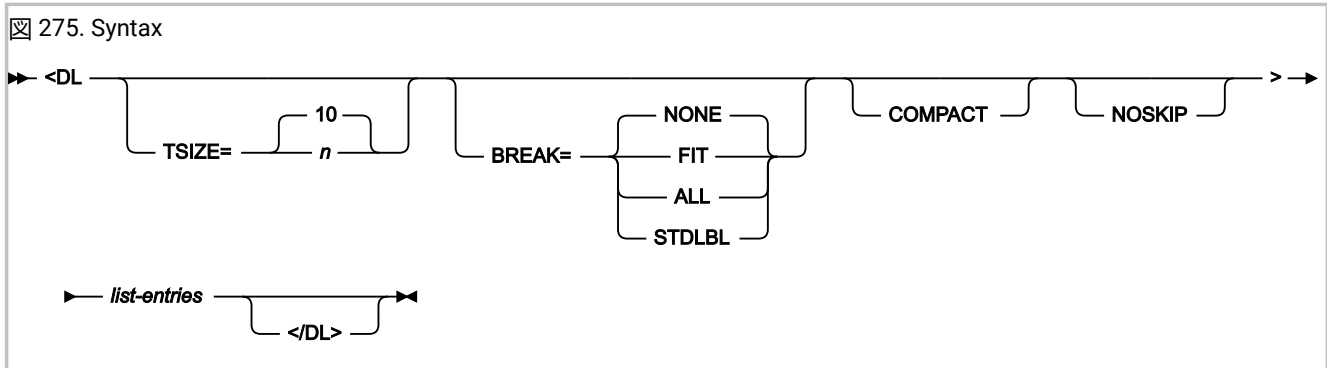 図 275. Syntax
<DL
TSIZE=
10
n
BREAK=
NONE
FIT
ALL
STDLBL
COMPACT
NOSKIP
>
list-entries
</DL>